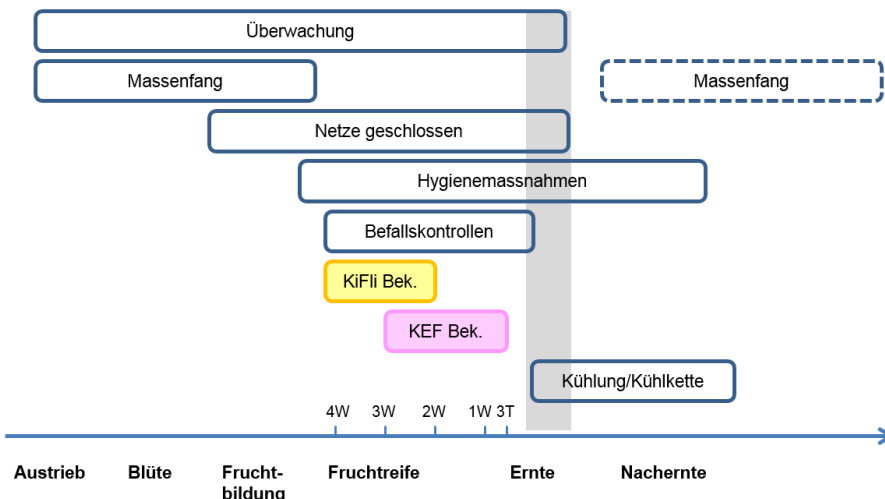 Überwachung
Massenfang
Massenfang
Netze geschlossen
Hygienemassnahmen
Befallskontrollen
KiFli Bek.
KEF Bek.
Kühlung/Kühlkette
4W 3W 2W 1W 3T
Austrieb Blüte Frucht- Fruchtreife Ernte Nachernte
bildung